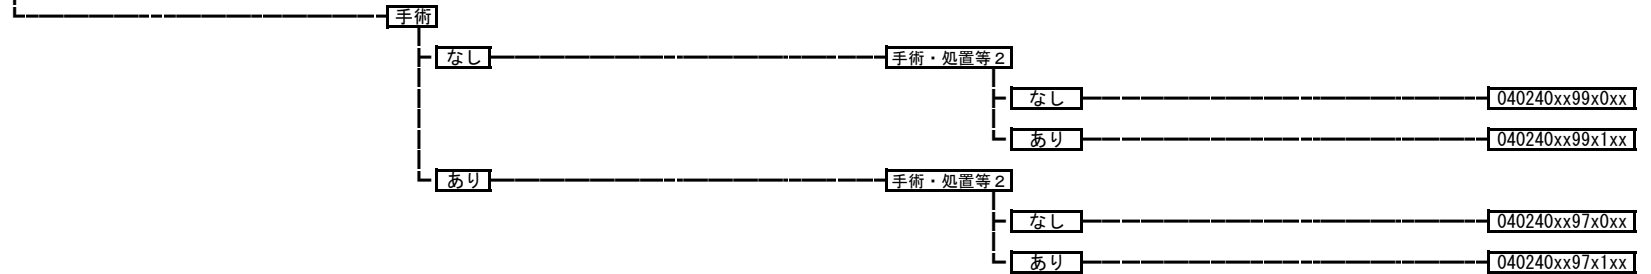 手術
なし 手術・処置等２
なし 040240xx99x0xx
あり 040240xx99x1xx
あり 手術・処置等２
なし 040240xx97x0xx
あり 040240xx97x1xx